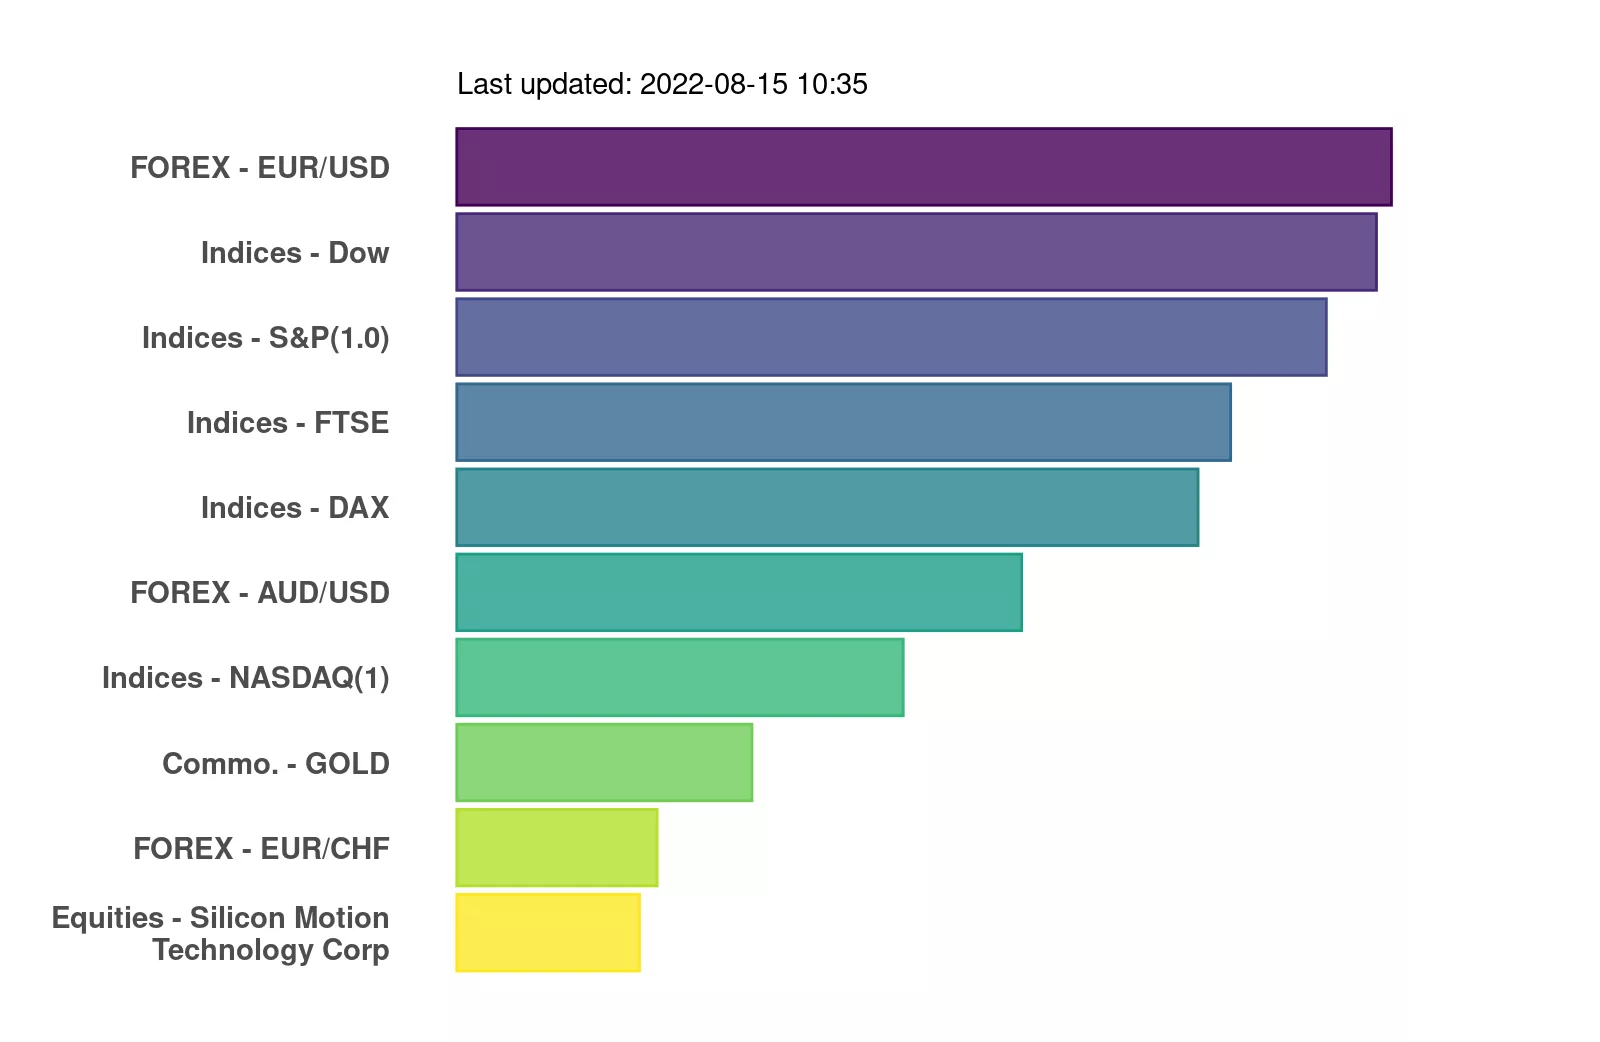 Last updated: 2022-08-15 10:35
FOREX - EUR/USD
Indices - Dow
Indices - S&P(1.0)
Indices - FTSE
Indices - DAX
FOREX - AUD/USD
Indices - NASDAQ(1)
Commo. - GOLD
FOREX - EUR/CHF
Equities - Silicon Motion
Technology Corp